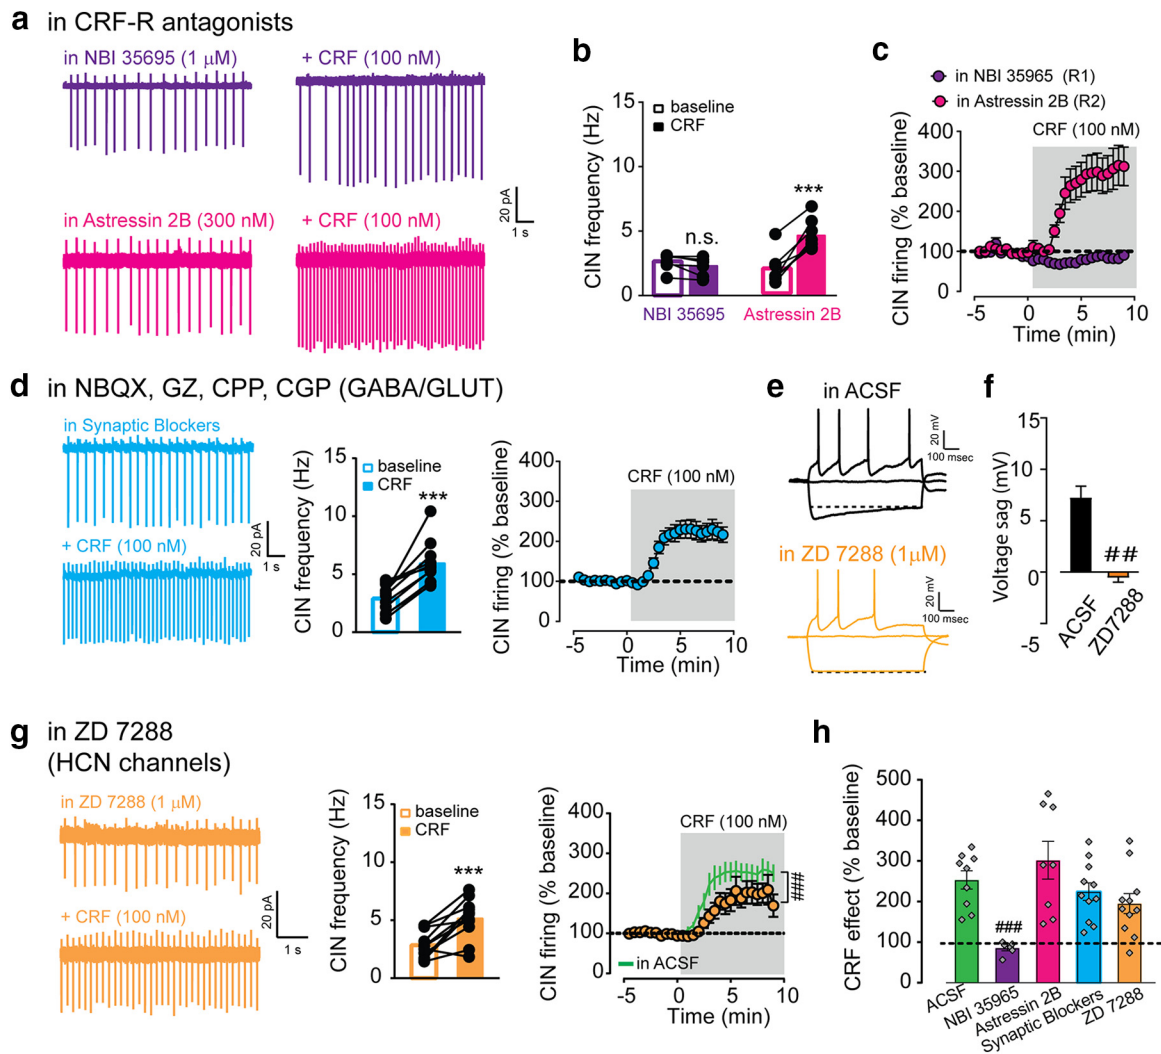 a in CRF-R antagonists
in NBI 35695 (1 µM)
+ CRF (100 nM)
in Astressin 2B (300 nM)
+ CRF (100 nM)
20 pA
1 s
b
CIN frequency (Hz)
15
10
5
0
baseline
CRF
n.s.
***
NBI 35695
Astressin 2B
c
in NBI 35965 (R1)
in Astressin 2B (R2)
CRF (100 nM)
CIN firing (% baseline)
400
300
200
100
0
-5 0 5 10
Time (min)
d in NBQX, GZ, CPP, CGP (GABA/GLUT)
in Synaptic Blockers
+ CRF (100 nM)
20 pA
1 s
CIN frequency (Hz)
15
10
5
0
baseline
CRF
***
CIN firing (% baseline)
400
300
200
100
0
CRF (100 nM)
-5 0 5 10
Time (min)
e
in ACSF
20 mV
100 msec
in ZD 7288 (1µM)
20 mV
100 msec
f
Voltage sag (mV)
15
10
5
0
-5
##
ACSF
ZD7288
g in ZD 7288
(HCN channels)
in ZD 7288 (1 µM)
+ CRF (100 nM)
20 pA
1 s
CIN frequency (Hz)
15
10
5
0
baseline
CRF
***
CIN firing (% baseline)
400
300
200
100
0
CRF (100 nM)
####
in ACSF
-5 0 5 10
Time (min)
h
CRF effect (% baseline)
500
400
300
200
100
0
###
ACSF
NBI 35965
Astressin 2B
Synaptic Blockers
ZD 7288